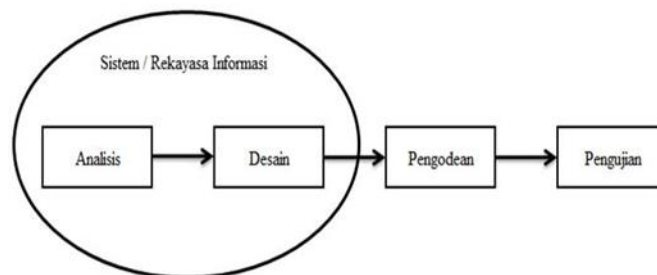 Sistem / Rekayasa Informasi
Analisis
Desain
Pengodean
Pengujian